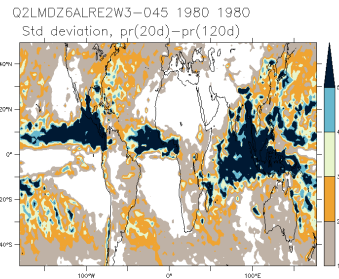 Q2LMDZ6ALRE2W3-045 1980 1980
Std deviation, pr(20d)-pr(120d)
40°N
20°N
0°
20°S
40°S
100°W
0°
100°E
5
4
3
2
1